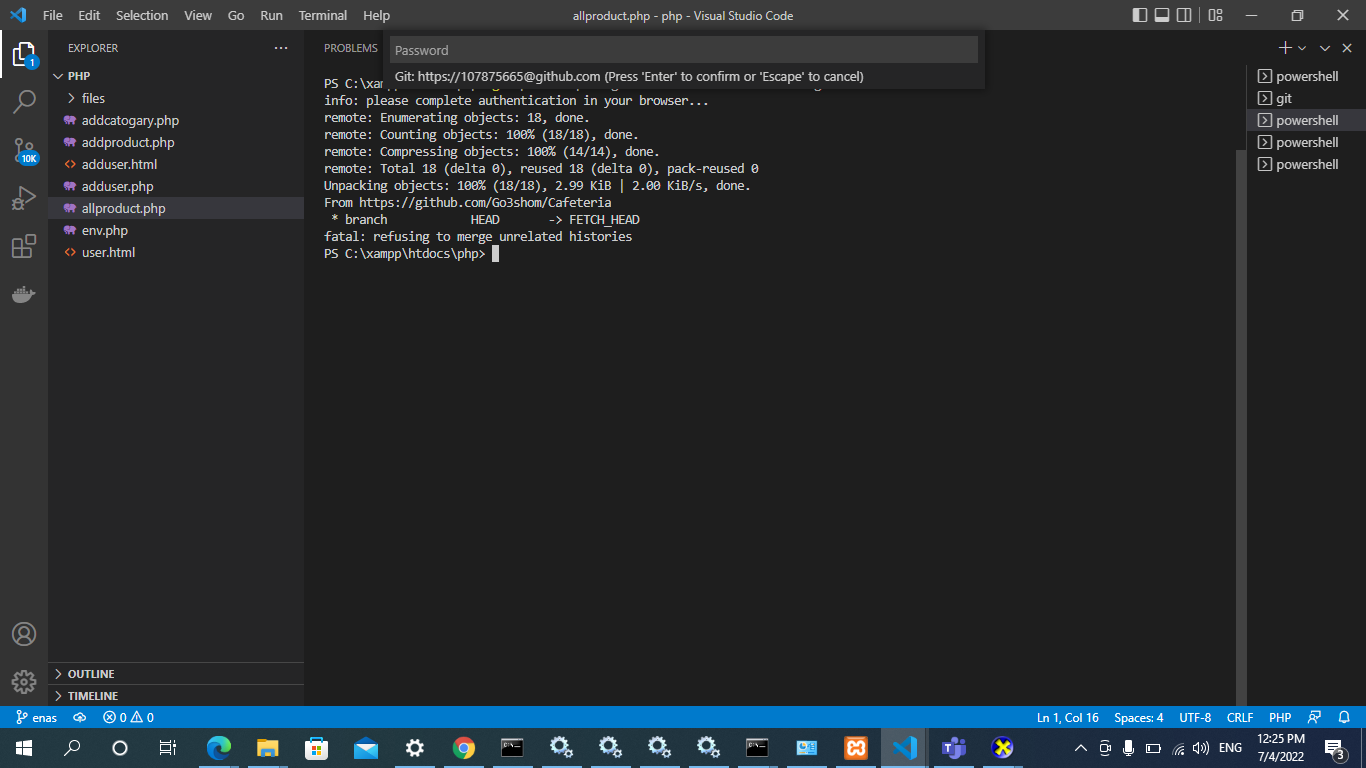 File Edit Selection View Go Run Terminal Help
allproduct.php - php - Visual Studio Code
EXPLORER
PHP
files
addcatogary.php
addproduct.php
adduser.html
adduser.php
allproduct.php
env.php
user.html
OUTLINE
TIMELINE
1
10K
PROBLEMS
Password
Git: https://107875665@github.com (Press 'Enter' to confirm or 'Escape' to cancel)
PS C:\xam
info: please complete authentication in your browser...
remote: Enumerating objects: 18, done.
remote: Counting objects: 100% (18/18), done.
remote: Compressing objects: 100% (14/14), done.
remote: Total 18 (delta 0), reused 18 (delta 0), pack-reused 0
Unpacking objects: 100% (18/18), 2.99 KiB | 2.00 KiB/s, done.
From https://github.com/Go3shom/Cafeteria
* branch HEAD -> FETCH_HEAD
fatal: refusing to merge unrelated histories
PS C:\xampp\htdocs\php>
powershell
git
powershell
powershell
powershell
enas 0 0 Ln 1, Col 16 Spaces: 4 UTF-8 CRLF PHP
ENG
12:25 PM
7/4/2022
3